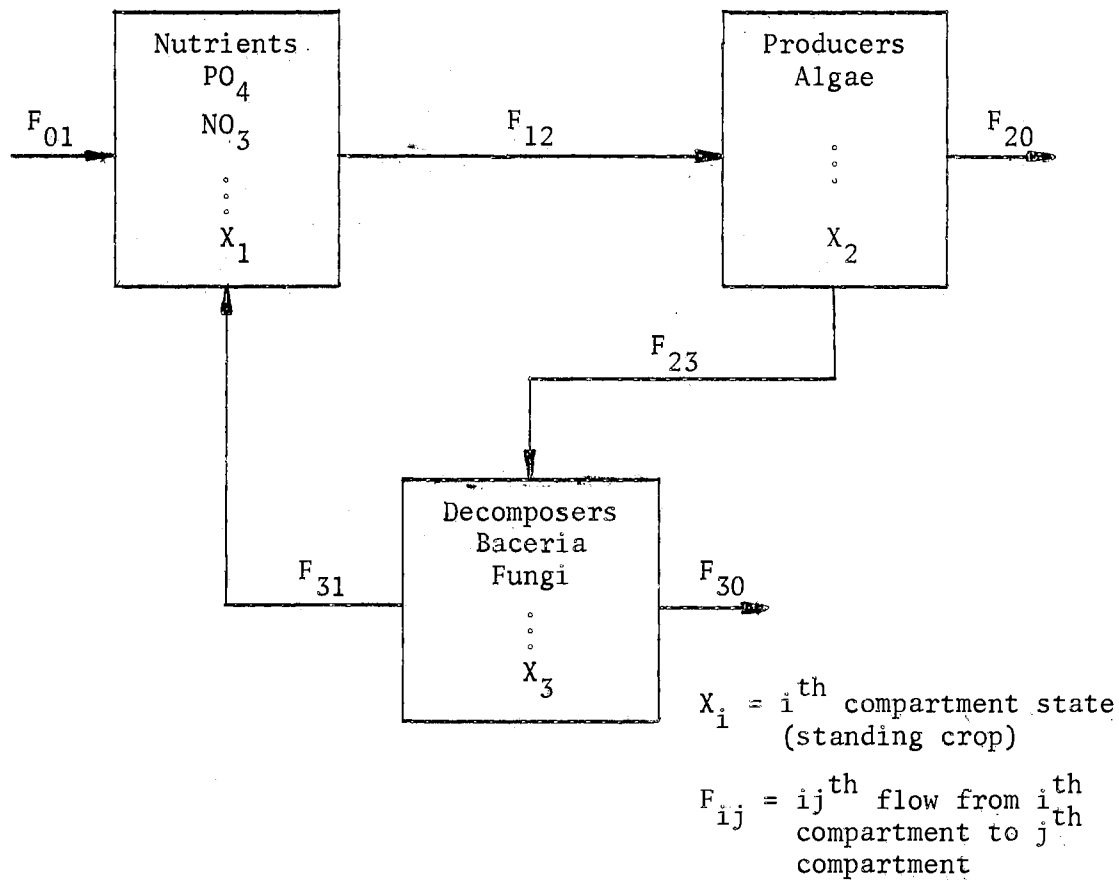 Nutrients
PO4
NO3
X1
F01
F12
Producers
Algae
X2
F20
F23
Decomposers
Baceria
Fungi
X3
F31
F30
Xi = ith compartment state
(standing crop)
Fij = ijth flow from ith
compartment to jth
compartment